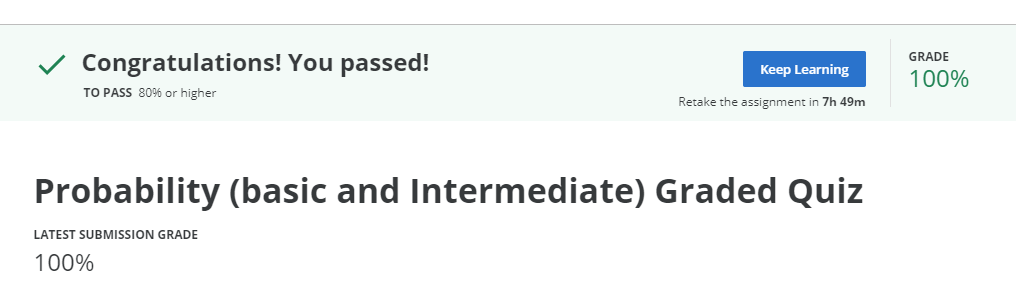 Congratulations! You passed!
TO PASS 80% or higher
Keep Learning
Retake the assignment in 7h 49m
GRADE
100%
Probability (basic and Intermediate) Graded Quiz
LATEST SUBMISSION GRADE
100%